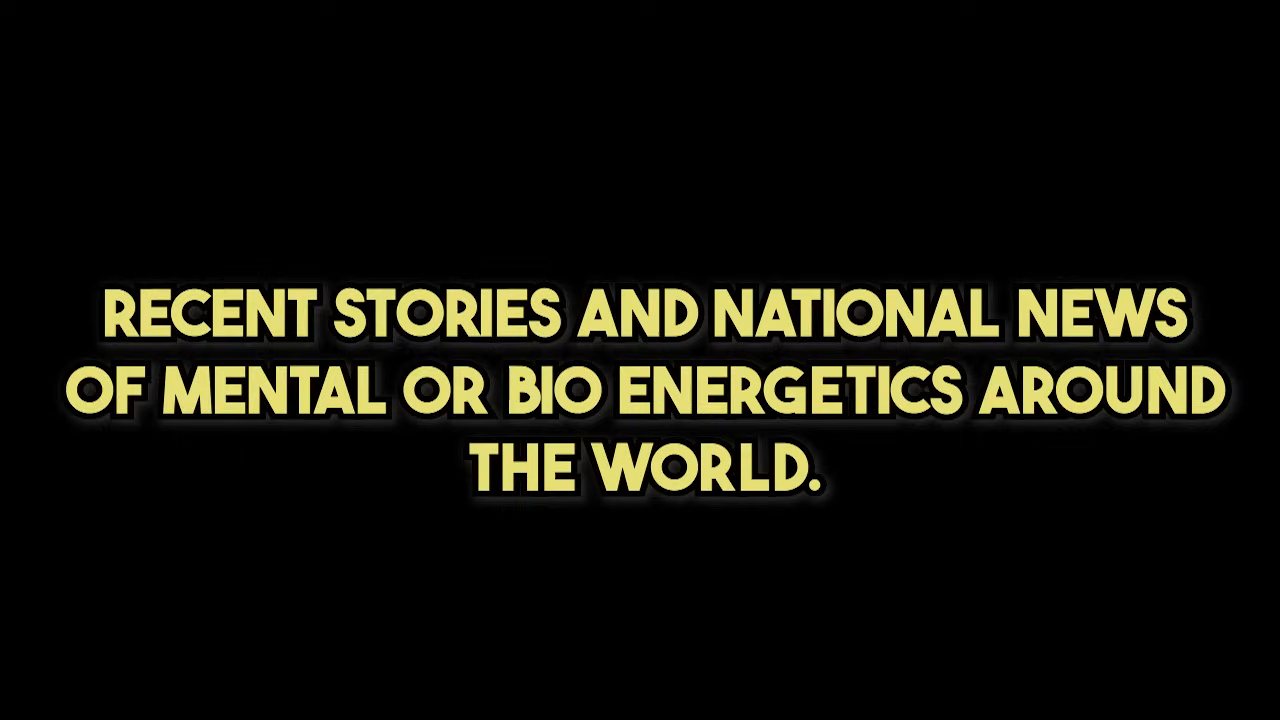 RECENT STORIES AND NATIONAL NEWS
OF MENTAL OR BIO ENERGETICS AROUND
THE WORLD.